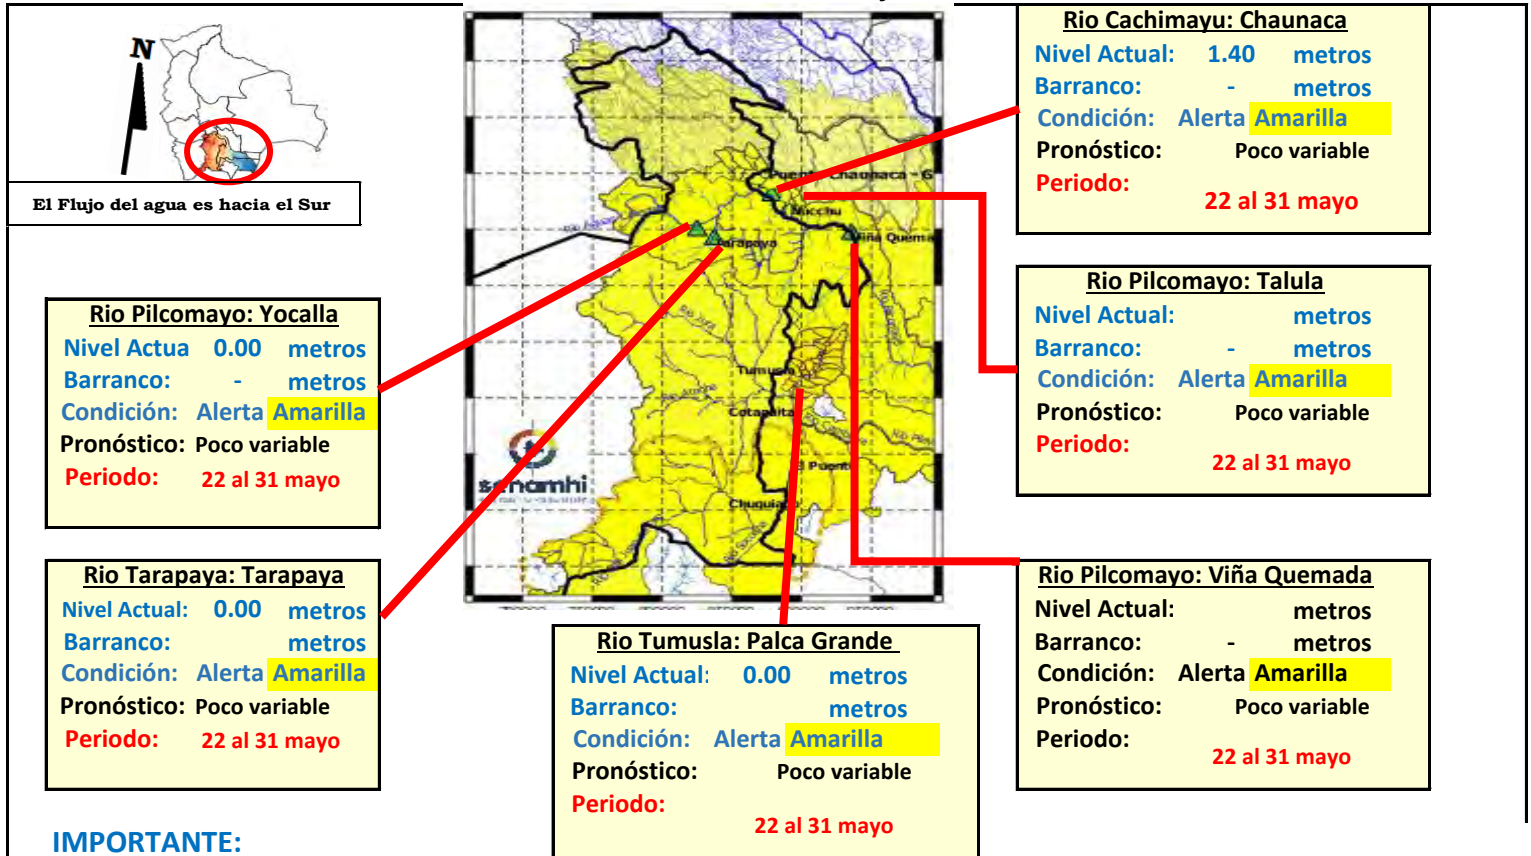 N
El Flujo del agua es hacia el Sur
Rio Pilcomayo: Yocalla
Nivel Actua 0.00 metros
Barranco: - metros
Condición: Alerta Amarilla
Pronóstico: Poco variable
Periodo: 22 al 31 mayo
Rio Tarapaya: Tarapaya
Nivel Actual: 0.00 metros
Barranco: metros
Condición: Alerta Amarilla
Pronóstico: Poco variable
Periodo: 22 al 31 mayo
IMPORTANTE:
Puente Chaunaca - G
Nucchu
Tarapaya
Viña Quema
Tumusla
Cotagaita
El Puente
Chuquiago
senamhi
Rio Tumusla: Palca Grande
Nivel Actual: 0.00 metros
Barranco: metros
Condición: Alerta Amarilla
Pronóstico: Poco variable
Periodo:
22 al 31 mayo
Rio Cachimayu: Chaunaca
Nivel Actual: 1.40 metros
Barranco: - metros
Condición: Alerta Amarilla
Pronóstico: Poco variable
Periodo:
22 al 31 mayo
Rio Pilcomayo: Talula
Nivel Actual: metros
Barranco: - metros
Condición: Alerta Amarilla
Pronóstico: Poco variable
Periodo:
22 al 31 mayo
Rio Pilcomayo: Viña Quemada
Nivel Actual: metros
Barranco: - metros
Condición: Alerta Amarilla
Pronóstico: Poco variable
Periodo:
22 al 31 mayo